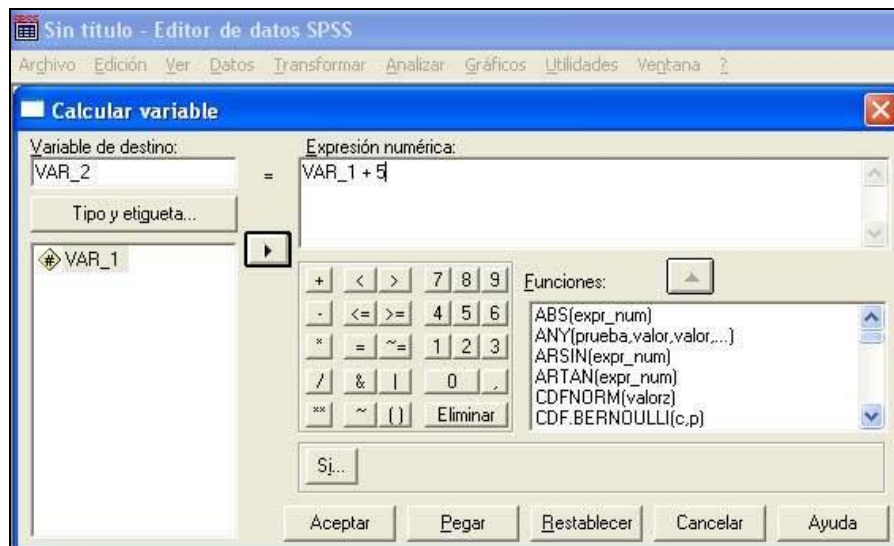 Sin título - Editor de datos SPSS
Archivo Edición Ver Datos Transformar Analizar Gráficos Utilidades Ventana ?
Calcular variable
Variable de destino:
VAR_2
=
Expresión numérica:
VAR_1 + 5
Tipo y etiqueta...
VAR_1
+ < > 7 8 9
- <= >= 4 5 6
* = ~= 1 2 3
/ & | 0 ,
** ~ () Eliminar
Funciones:
ABS(expr_num)
ANY(prueba,valor,valor,...)
ARSIN(expr_num)
ARTAN(expr_num)
CDFNORM(valorz)
CDF.BERNOULLI(c,p)
Si...
Aceptar Pegar Restablecer Cancelar Ayuda